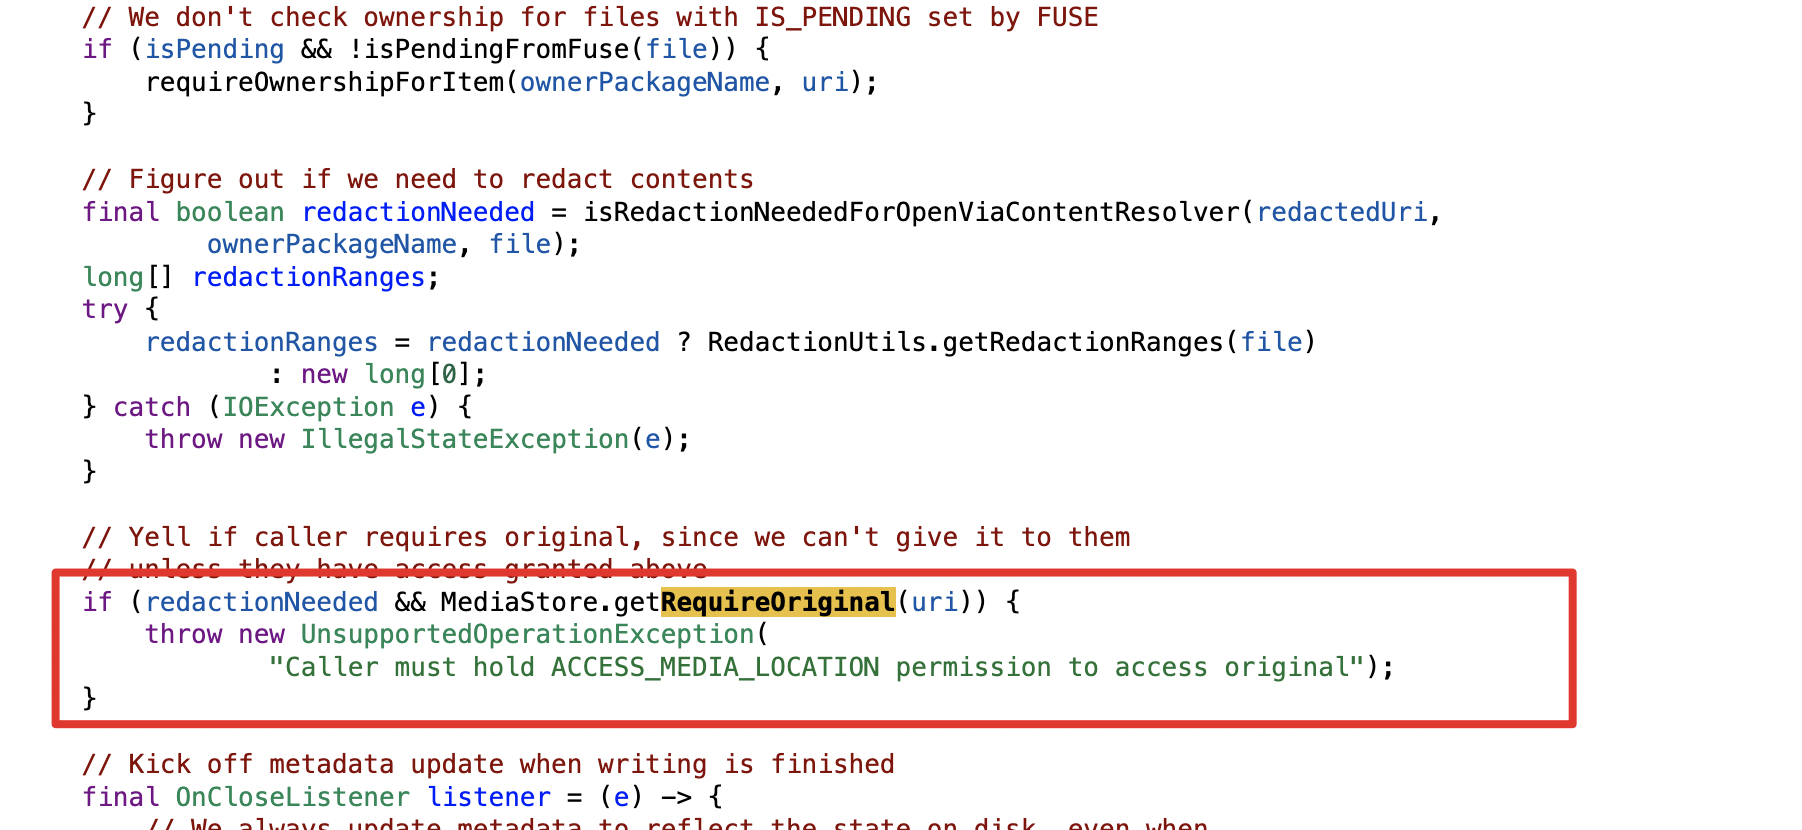 // We don't check ownership for files with IS_PENDING set by FUSE
if (isPending && !isPendingFromFuse(file)) {
    requireOwnershipForItem(ownerPackageName, uri);
}

// Figure out if we need to redact contents
final boolean redactionNeeded = isRedactionNeededForOpenViaContentResolver(redactedUri,
        ownerPackageName, file);
long[] redactionRanges;
try {
    redactionRanges = redactionNeeded ? RedactionUtils.getRedactionRanges(file)
            : new long[0];
} catch (IOException e) {
    throw new IllegalStateException(e);
}

// Yell if caller requires original, since we can't give it to them
// unless they have access granted above
if (redactionNeeded && MediaStore.getRequireOriginal(uri)) {
    throw new UnsupportedOperationException(
            "Caller must hold ACCESS_MEDIA_LOCATION permission to access original");
}

// Kick off metadata update when writing is finished
final OnCloseListener listener = (e) -> {
    // We always update metadata to reflect the state on disk, even when